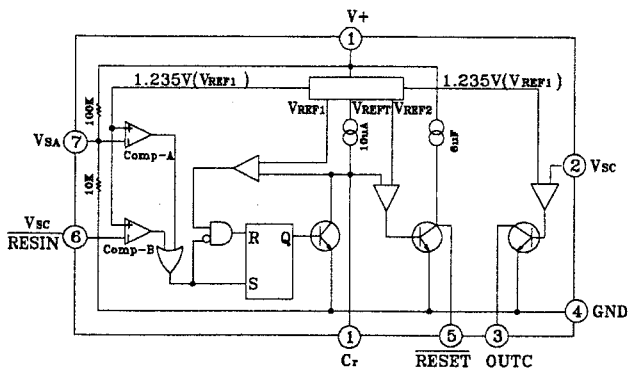 V+
1
1.235V(VREF1)
1.235V(VREF1)
VREF1 VREFT VREF2
100K
10uA
6uF
VSA 7
Comp-A
2 VSC
10K
VSC
RESIN 6
Comp-B
R Q
S
4 GND
1 5 3
Cr RESET OUTC